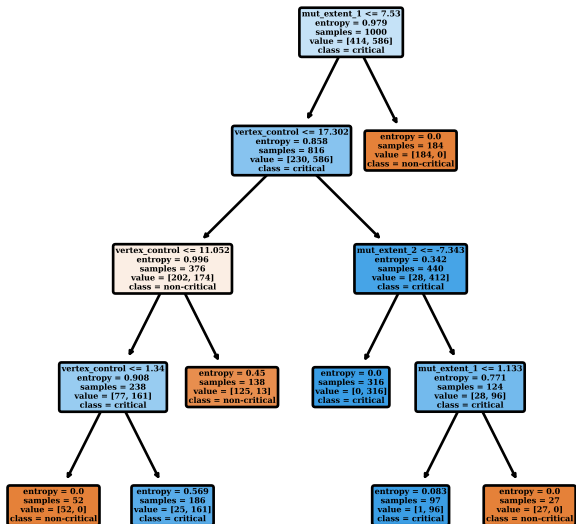 mut_extent_1 <= 7.53
entropy = 0.979
samples = 1000
value = [414, 586]
class = critical
vertex_control <= 17.302
entropy = 0.858
samples = 816
value = [230, 586]
class = critical
entropy = 0.0
samples = 184
value = [184, 0]
class = non-critical
vertex_control <= 11.052
entropy = 0.996
samples = 376
value = [202, 174]
class = non-critical
mut_extent_2 <= -7.343
entropy = 0.342
samples = 440
value = [28, 412]
class = critical
vertex_control <= 1.34
entropy = 0.908
samples = 238
value = [77, 161]
class = critical
entropy = 0.45
samples = 138
value = [125, 13]
class = non-critical
entropy = 0.0
samples = 316
value = [0, 316]
class = critical
mut_extent_1 <= 1.133
entropy = 0.771
samples = 124
value = [28, 96]
class = critical
entropy = 0.0
samples = 52
value = [52, 0]
class = non-critical
entropy = 0.569
samples = 186
value = [25, 161]
class = critical
entropy = 0.083
samples = 97
value = [1, 96]
class = critical
entropy = 0.0
samples = 27
value = [27, 0]
class = non-critical